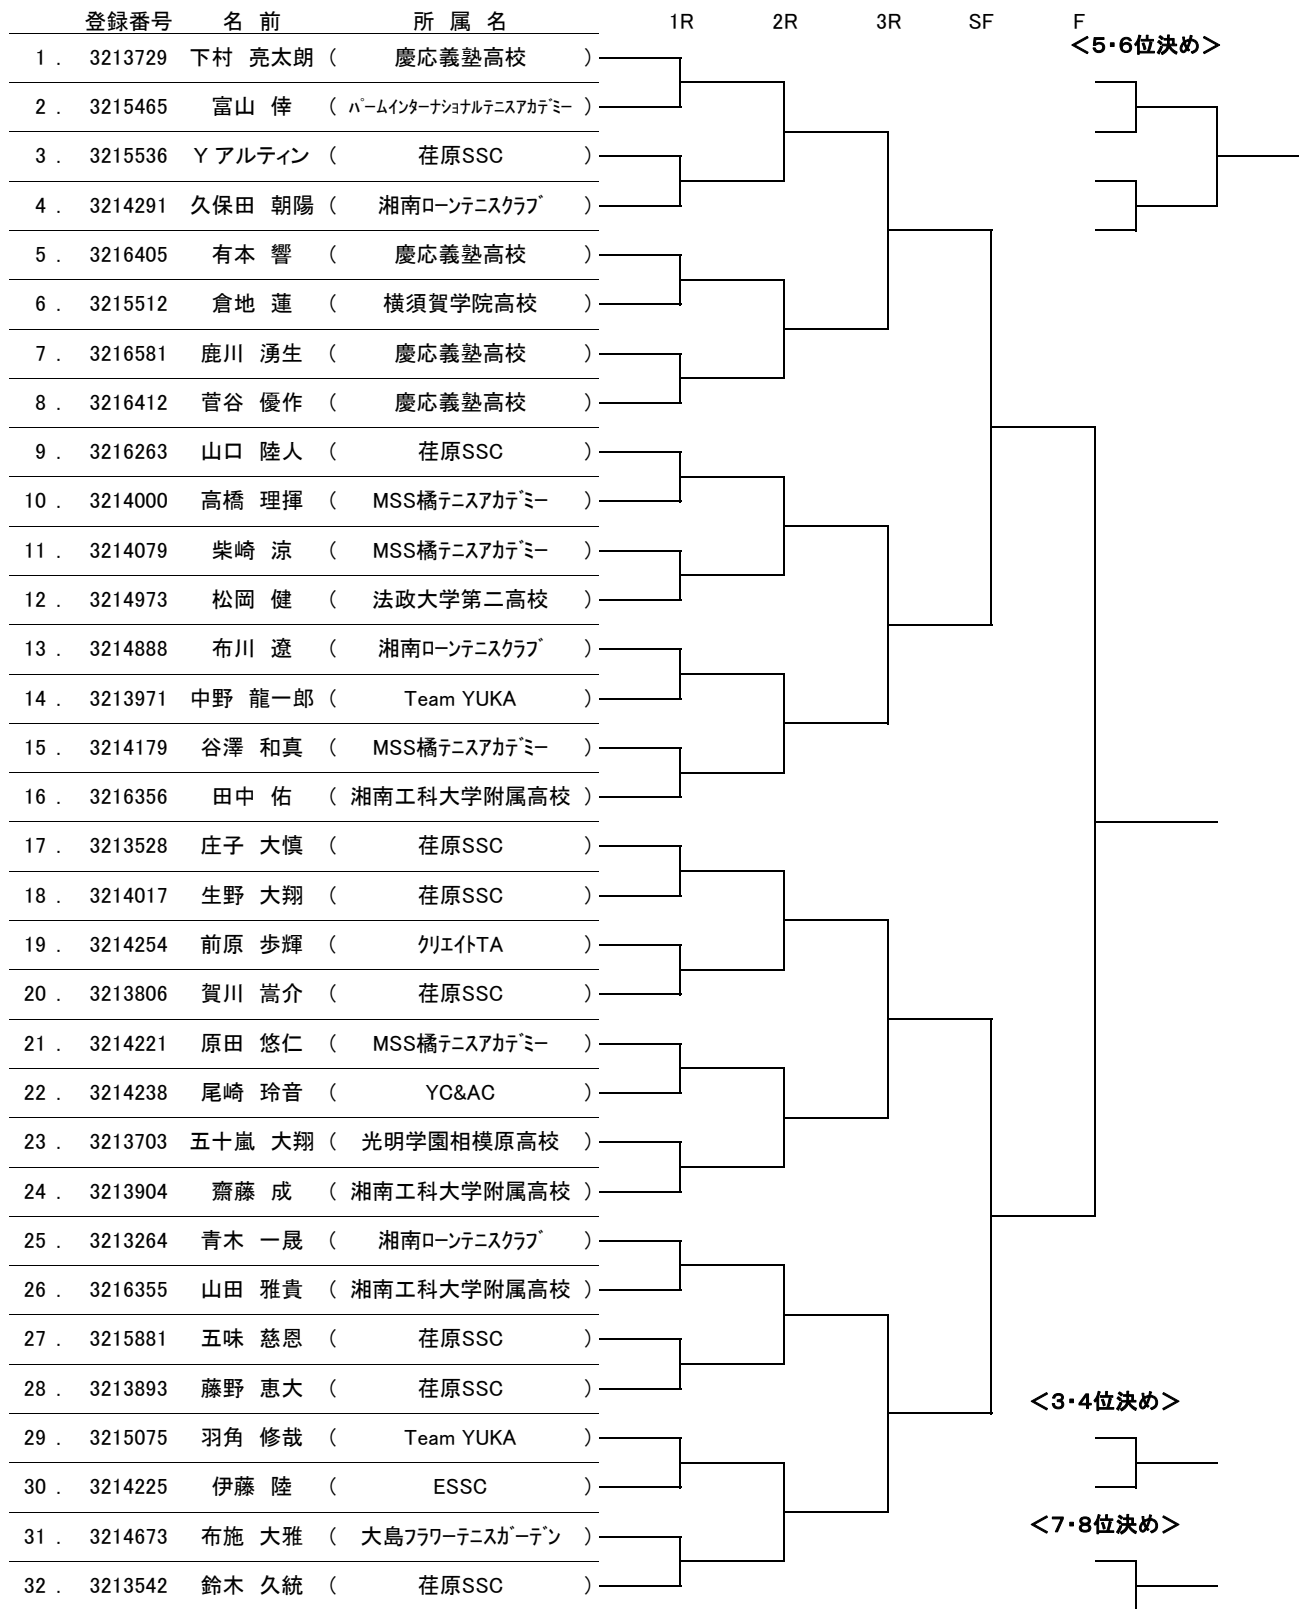 登録番号 名 前 所 属 名 1R 2R 3R SF F
＜5・6位決め＞
1 . 3213729 下村 亮太朗 ( 慶応義塾高校 )
2 . 3215465 富山 倖 ( ﾊﾟｰﾑｲﾝﾀｰﾅｼｮﾅﾙﾃﾆｽｱｶﾃﾞﾐｰ )
3 . 3215536 Y アルティン ( 荏原SSC )
4 . 3214291 久保田 朝陽 ( 湘南ﾛｰﾝﾃﾆｽｸﾗﾌﾞ )
5 . 3216405 有本 響 ( 慶応義塾高校 )
6 . 3215512 倉地 蓮 ( 横須賀学院高校 )
7 . 3216581 鹿川 湧生 ( 慶応義塾高校 )
8 . 3216412 菅谷 優作 ( 慶応義塾高校 )
9 . 3216263 山口 陸人 ( 荏原SSC )
10 . 3214000 高橋 理揮 ( MSS橘ﾃﾆｽｱｶﾃﾞﾐｰ )
11 . 3214079 柴崎 涼 ( MSS橘ﾃﾆｽｱｶﾃﾞﾐｰ )
12 . 3214973 松岡 健 ( 法政大学第二高校 )
13 . 3214888 布川 遼 ( 湘南ﾛｰﾝﾃﾆｽｸﾗﾌﾞ )
14 . 3213971 中野 龍一郎 ( Team YUKA )
15 . 3214179 谷澤 和真 ( MSS橘ﾃﾆｽｱｶﾃﾞﾐｰ )
16 . 3216356 田中 佑 ( 湘南工科大学附属高校 )
17 . 3213528 庄子 大慎 ( 荏原SSC )
18 . 3214017 生野 大翔 ( 荏原SSC )
19 . 3214254 前原 歩輝 ( ｸﾘｴｲﾄTA )
20 . 3213806 賀川 嵩介 ( 荏原SSC )
21 . 3214221 原田 悠仁 ( MSS橘ﾃﾆｽｱｶﾃﾞﾐｰ )
22 . 3214238 尾崎 玲音 ( YC&AC )
23 . 3213703 五十嵐 大翔 ( 光明学園相模原高校 )
24 . 3213904 齋藤 成 ( 湘南工科大学附属高校 )
25 . 3213264 青木 一晟 ( 湘南ﾛｰﾝﾃﾆｽｸﾗﾌﾞ )
26 . 3216355 山田 雅貴 ( 湘南工科大学附属高校 )
27 . 3215881 五味 慈恩 ( 荏原SSC )
28 . 3213893 藤野 恵大 ( 荏原SSC )
＜3・4位決め＞
29 . 3215075 羽角 修哉 ( Team YUKA )
30 . 3214225 伊藤 陸 ( ESSC )
＜7・8位決め＞
31 . 3214673 布施 大雅 ( 大島ﾌﾗﾜｰﾃﾆｽｶﾞｰﾃﾞﾝ )
32 . 3213542 鈴木 久統 ( 荏原SSC )